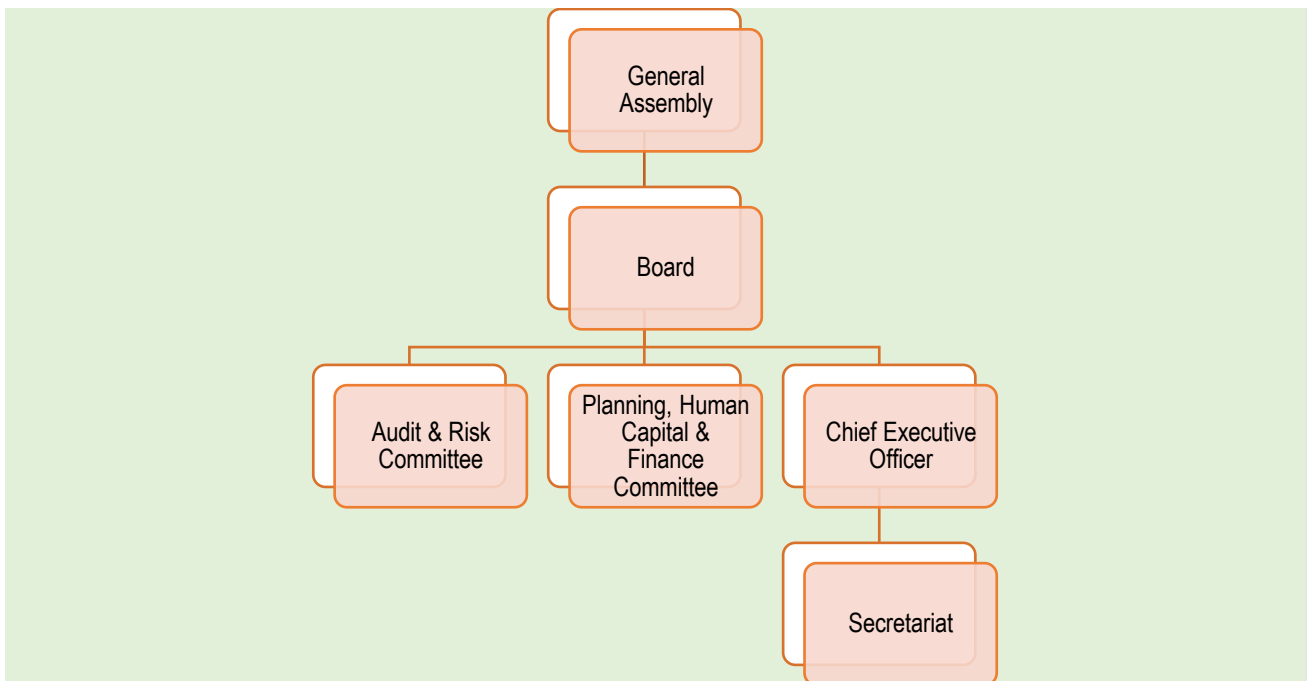 General
Assembly
Board
Audit & Risk
Committee
Planning, Human
Capital &
Finance
Committee
Chief Executive
Officer
Secretariat